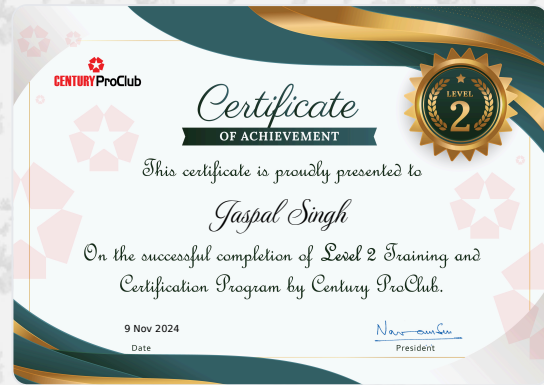 CENTURY ProClub
Certificate
OF ACHIEVEMENT
LEVEL
2
This certificate is proudly presented to
Jaspal Singh
On the successful completion of Level 2 Training and
Certification Program by Century ProClub.
9 Nov 2024
Date
President